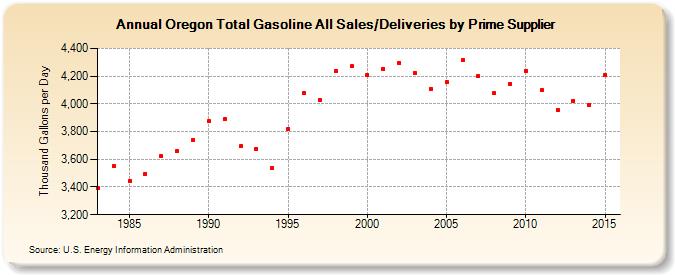 Annual Oregon Total Gasoline All Sales/Deliveries by Prime Supplier
Thousand Gallons per Day
4,400
4,200
4,000
3,800
3,600
3,400
3,200
1985 1990 1995 2000 2005 2010 2015
Source: U.S. Energy Information Administration